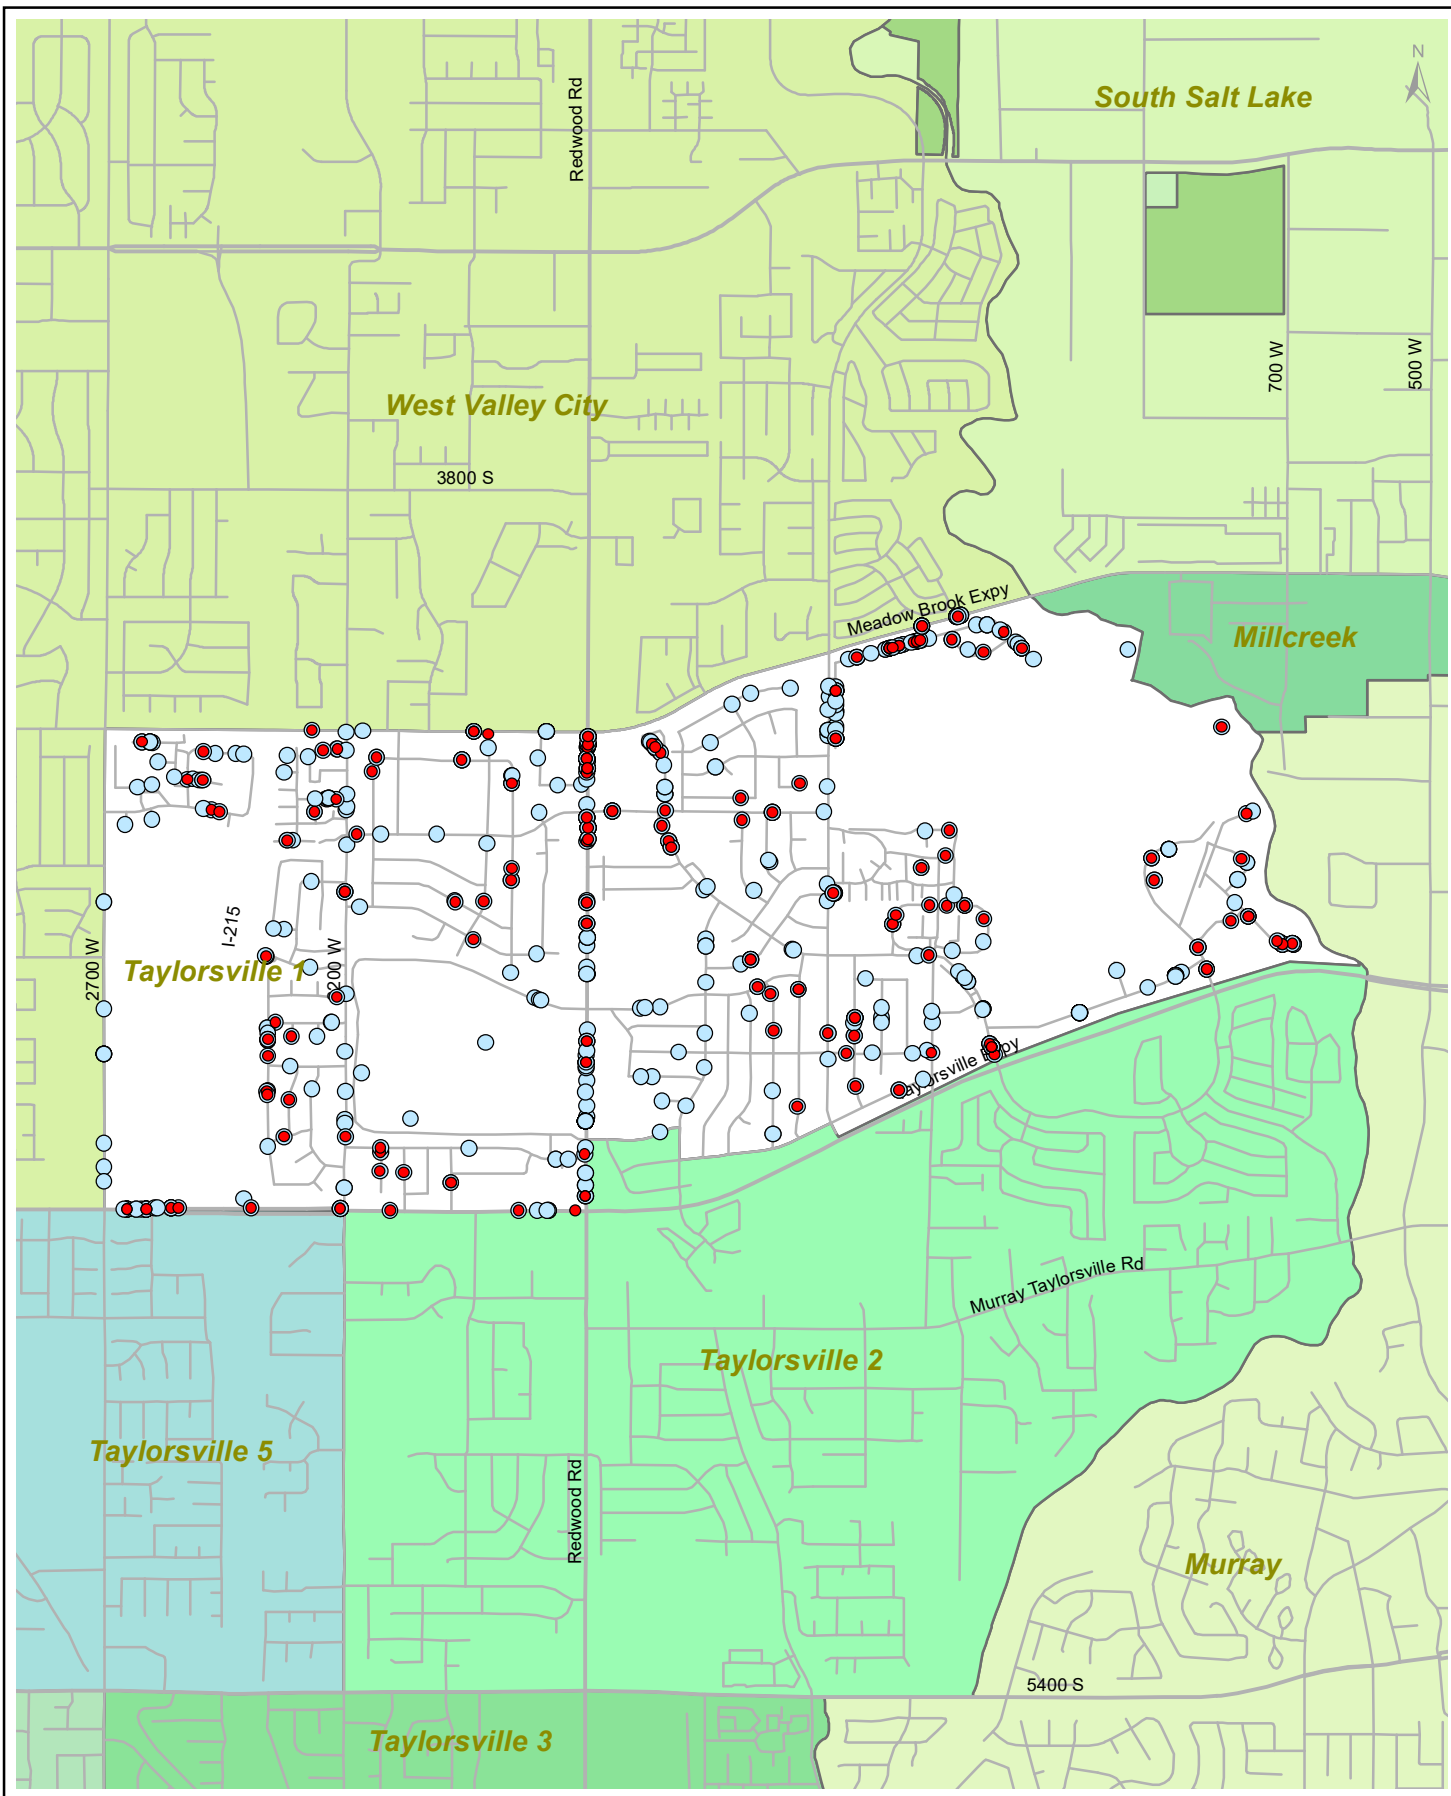 N
South Salt Lake
Redwood Rd
700 W
500 W
West Valley City
3800 S
Meadow Brook Expy
Millcreek
I-215
2700 W
200 W
Taylorsville 1
Taylorsville Expy
Murray Taylorsville Rd
Taylorsville 2
Taylorsville 5
Redwood Rd
Murray
5400 S
Taylorsville 3